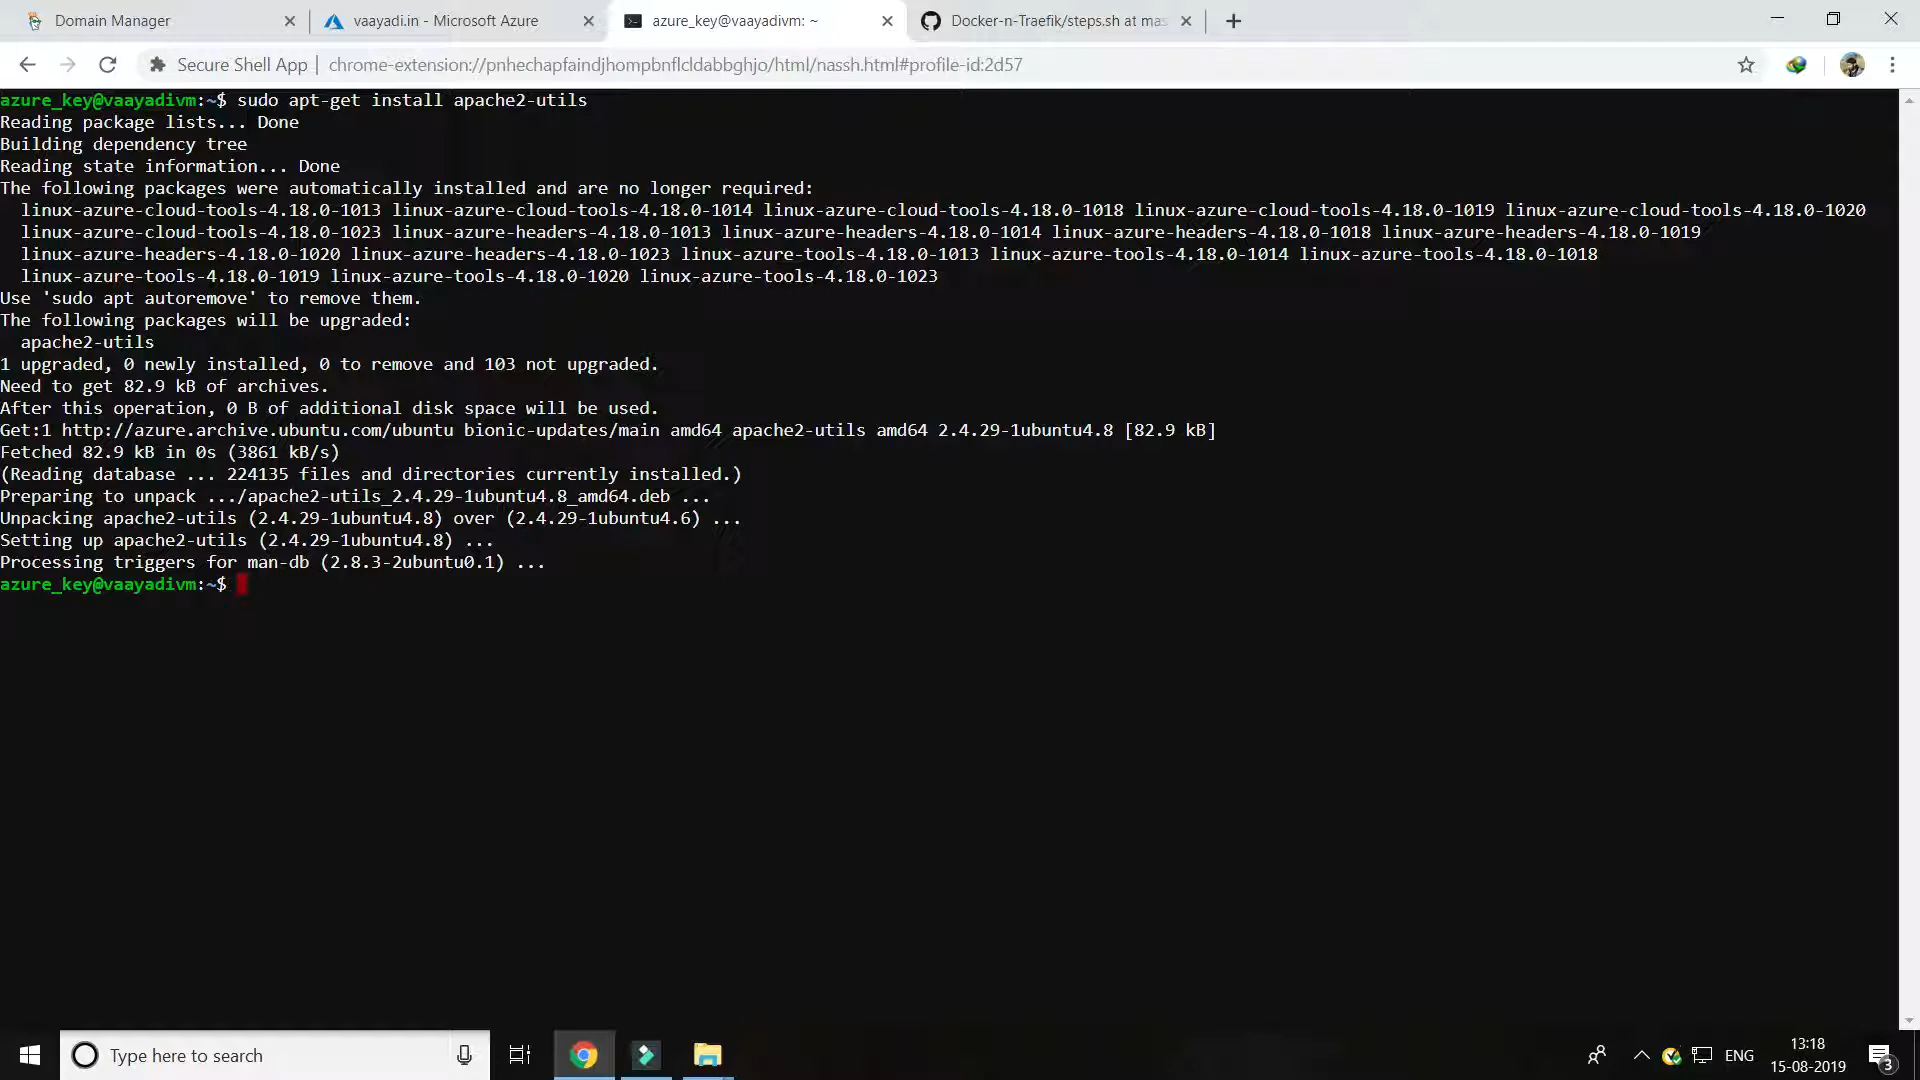 Domain Manager
vaayadi.in - Microsoft Azure
azure_key@vaayadivm: ~
Docker-n-Traefik/steps.sh at mas
Secure Shell App | chrome-extension://pnhechapfaindjhompbnflcldabbghjo/html/nassh.html#profile-id:2d57
azure_key@vaayadivm:~$ sudo apt-get install apache2-utils
Reading package lists... Done
Building dependency tree
Reading state information... Done
The following packages were automatically installed and are no longer required:
linux-azure-cloud-tools-4.18.0-1013 linux-azure-cloud-tools-4.18.0-1014 linux-azure-cloud-tools-4.18.0-1018 linux-azure-cloud-tools-4.18.0-1019 linux-azure-cloud-tools-4.18.0-1020
linux-azure-cloud-tools-4.18.0-1023 linux-azure-headers-4.18.0-1013 linux-azure-headers-4.18.0-1014 linux-azure-headers-4.18.0-1018 linux-azure-headers-4.18.0-1019
linux-azure-headers-4.18.0-1020 linux-azure-headers-4.18.0-1023 linux-azure-tools-4.18.0-1013 linux-azure-tools-4.18.0-1014 linux-azure-tools-4.18.0-1018
linux-azure-tools-4.18.0-1019 linux-azure-tools-4.18.0-1020 linux-azure-tools-4.18.0-1023
Use 'sudo apt autoremove' to remove them.
The following packages will be upgraded:
apache2-utils
1 upgraded, 0 newly installed, 0 to remove and 103 not upgraded.
Need to get 82.9 kB of archives.
After this operation, 0 B of additional disk space will be used.
Get:1 http://azure.archive.ubuntu.com/ubuntu bionic-updates/main amd64 apache2-utils amd64 2.4.29-1ubuntu4.8 [82.9 kB]
Fetched 82.9 kB in 0s (3861 kB/s)
(Reading database ... 224135 files and directories currently installed.)
Preparing to unpack .../apache2-utils_2.4.29-1ubuntu4.8_amd64.deb ...
Unpacking apache2-utils (2.4.29-1ubuntu4.8) over (2.4.29-1ubuntu4.6) ...
Setting up apache2-utils (2.4.29-1ubuntu4.8) ...
Processing triggers for man-db (2.8.3-2ubuntu0.1) ...
azure_key@vaayadivm:~$
Type here to search
ENG
13:18
15-08-2019
3